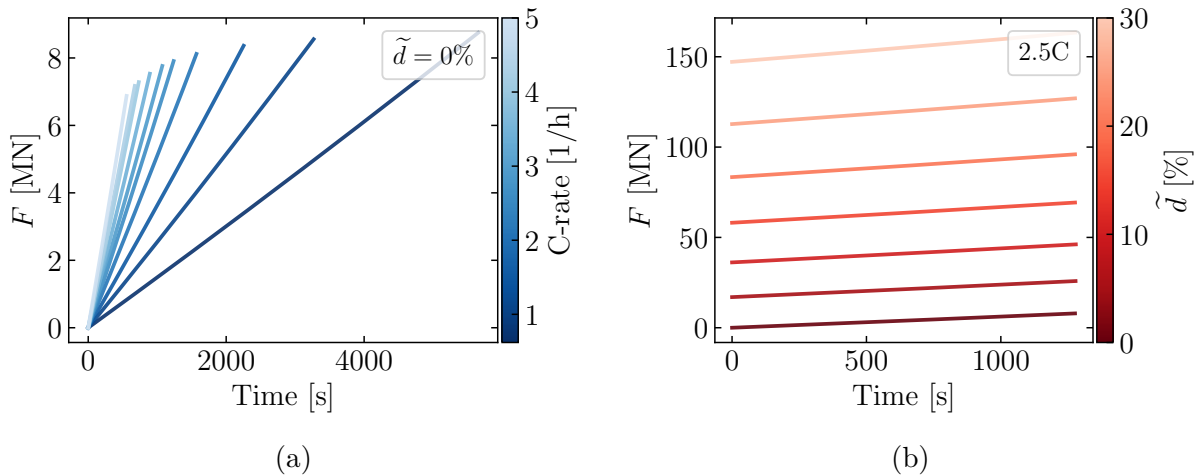 8
6
4
2
0
F [MN]
0
2000
4000
Time [s]
d̃ = 0%
5
4
3
2
1
C-rate [1/h]
(a)
150
100
50
0
F [MN]
0
500
1000
Time [s]
2.5C
30
20
10
0
d̃ [%]
(b)